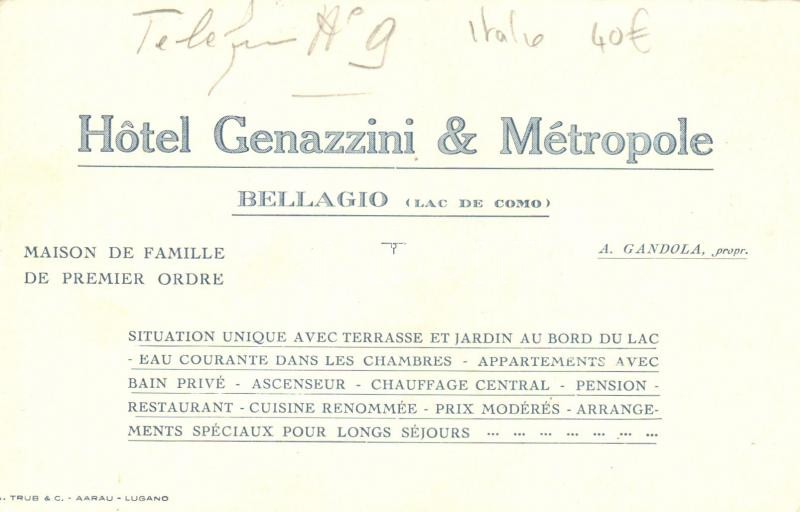 Telefon Nº 9 Italie 40€
Hôtel Genazzini & Métropole
BELLAGIO (LAC DE COMO)
MAISON DE FAMILLE
DE PREMIER ORDRE
A. GANDOLA, propr.
SITUATION UNIQUE AVEC TERRASSE ET JARDIN AU BORD DU LAC
- EAU COURANTE DANS LES CHAMBRES - APPARTEMENTS AVEC
BAIN PRIVÉ - ASCENSEUR - CHAUFFAGE CENTRAL - PENSION -
RESTAURANT - CUISINE RENOMMÉE - PRIX MODÉRÉS - ARRANGE-
MENTS SPÉCIAUX POUR LONGS SÉJOURS ... ... ... ... ... ... ...
. TRUB & C. - AARAU - LUGANO